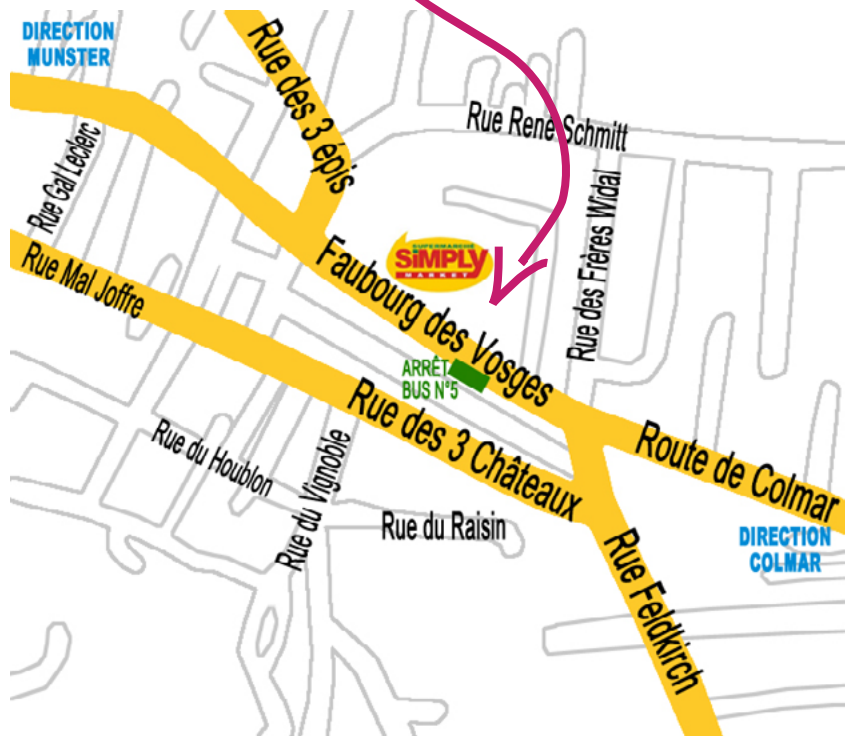 DIRECTION
MUNSTER
Rue des 3 épis
Rue René Schmitt
Rue Gal Leclerc
Rue des Frères Widal
SUPERMARCHÉ
SiMPLY
MARKET
Rue Mal Joffre
Faubourg des Vosges
ARRÊT
BUS N°5
Rue des 3 Châteaux
Route de Colmar
Rue du Houblon
Rue du Vignoble
Rue du Raisin
DIRECTION
COLMAR
Rue Feldkirch